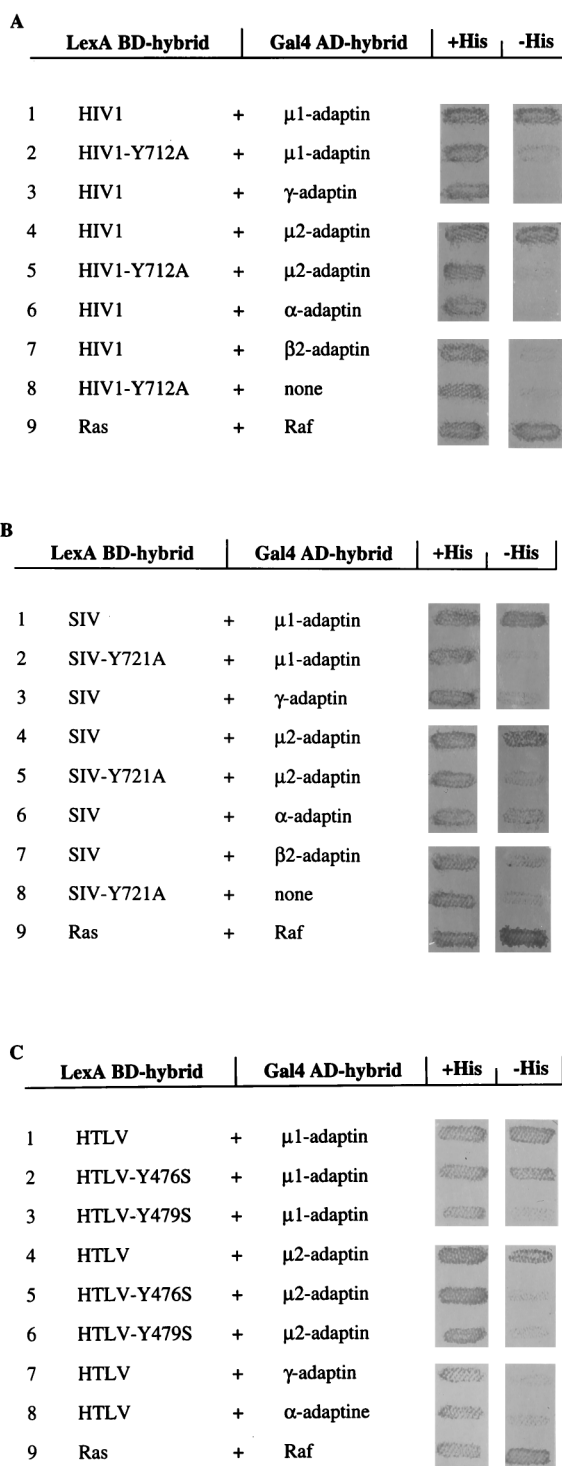 A
LexA BD-hybrid | Gal4 AD-hybrid | +His | -His
1 HIV1 + μ1-adaptin
2 HIV1-Y712A + μ1-adaptin
3 HIV1 + γ-adaptin
4 HIV1 + μ2-adaptin
5 HIV1-Y712A + μ2-adaptin
6 HIV1 + α-adaptin
7 HIV1 + β2-adaptin
8 HIV1-Y712A + none
9 Ras + Raf
B
LexA BD-hybrid | Gal4 AD-hybrid | +His | -His |
1 SIV + μ1-adaptin
2 SIV-Y721A + μ1-adaptin
3 SIV + γ-adaptin
4 SIV + μ2-adaptin
5 SIV-Y721A + μ2-adaptin
6 SIV + α-adaptin
7 SIV + β2-adaptin
8 SIV-Y721A + none
9 Ras + Raf
C
LexA BD-hybrid | Gal4 AD-hybrid | +His | -His |
1 HTLV + μ1-adaptin
2 HTLV-Y476S + μ1-adaptin
3 HTLV-Y479S + μ1-adaptin
4 HTLV + μ2-adaptin
5 HTLV-Y476S + μ2-adaptin
6 HTLV-Y479S + μ2-adaptin
7 HTLV + γ-adaptin
8 HTLV + α-adaptine
9 Ras + Raf